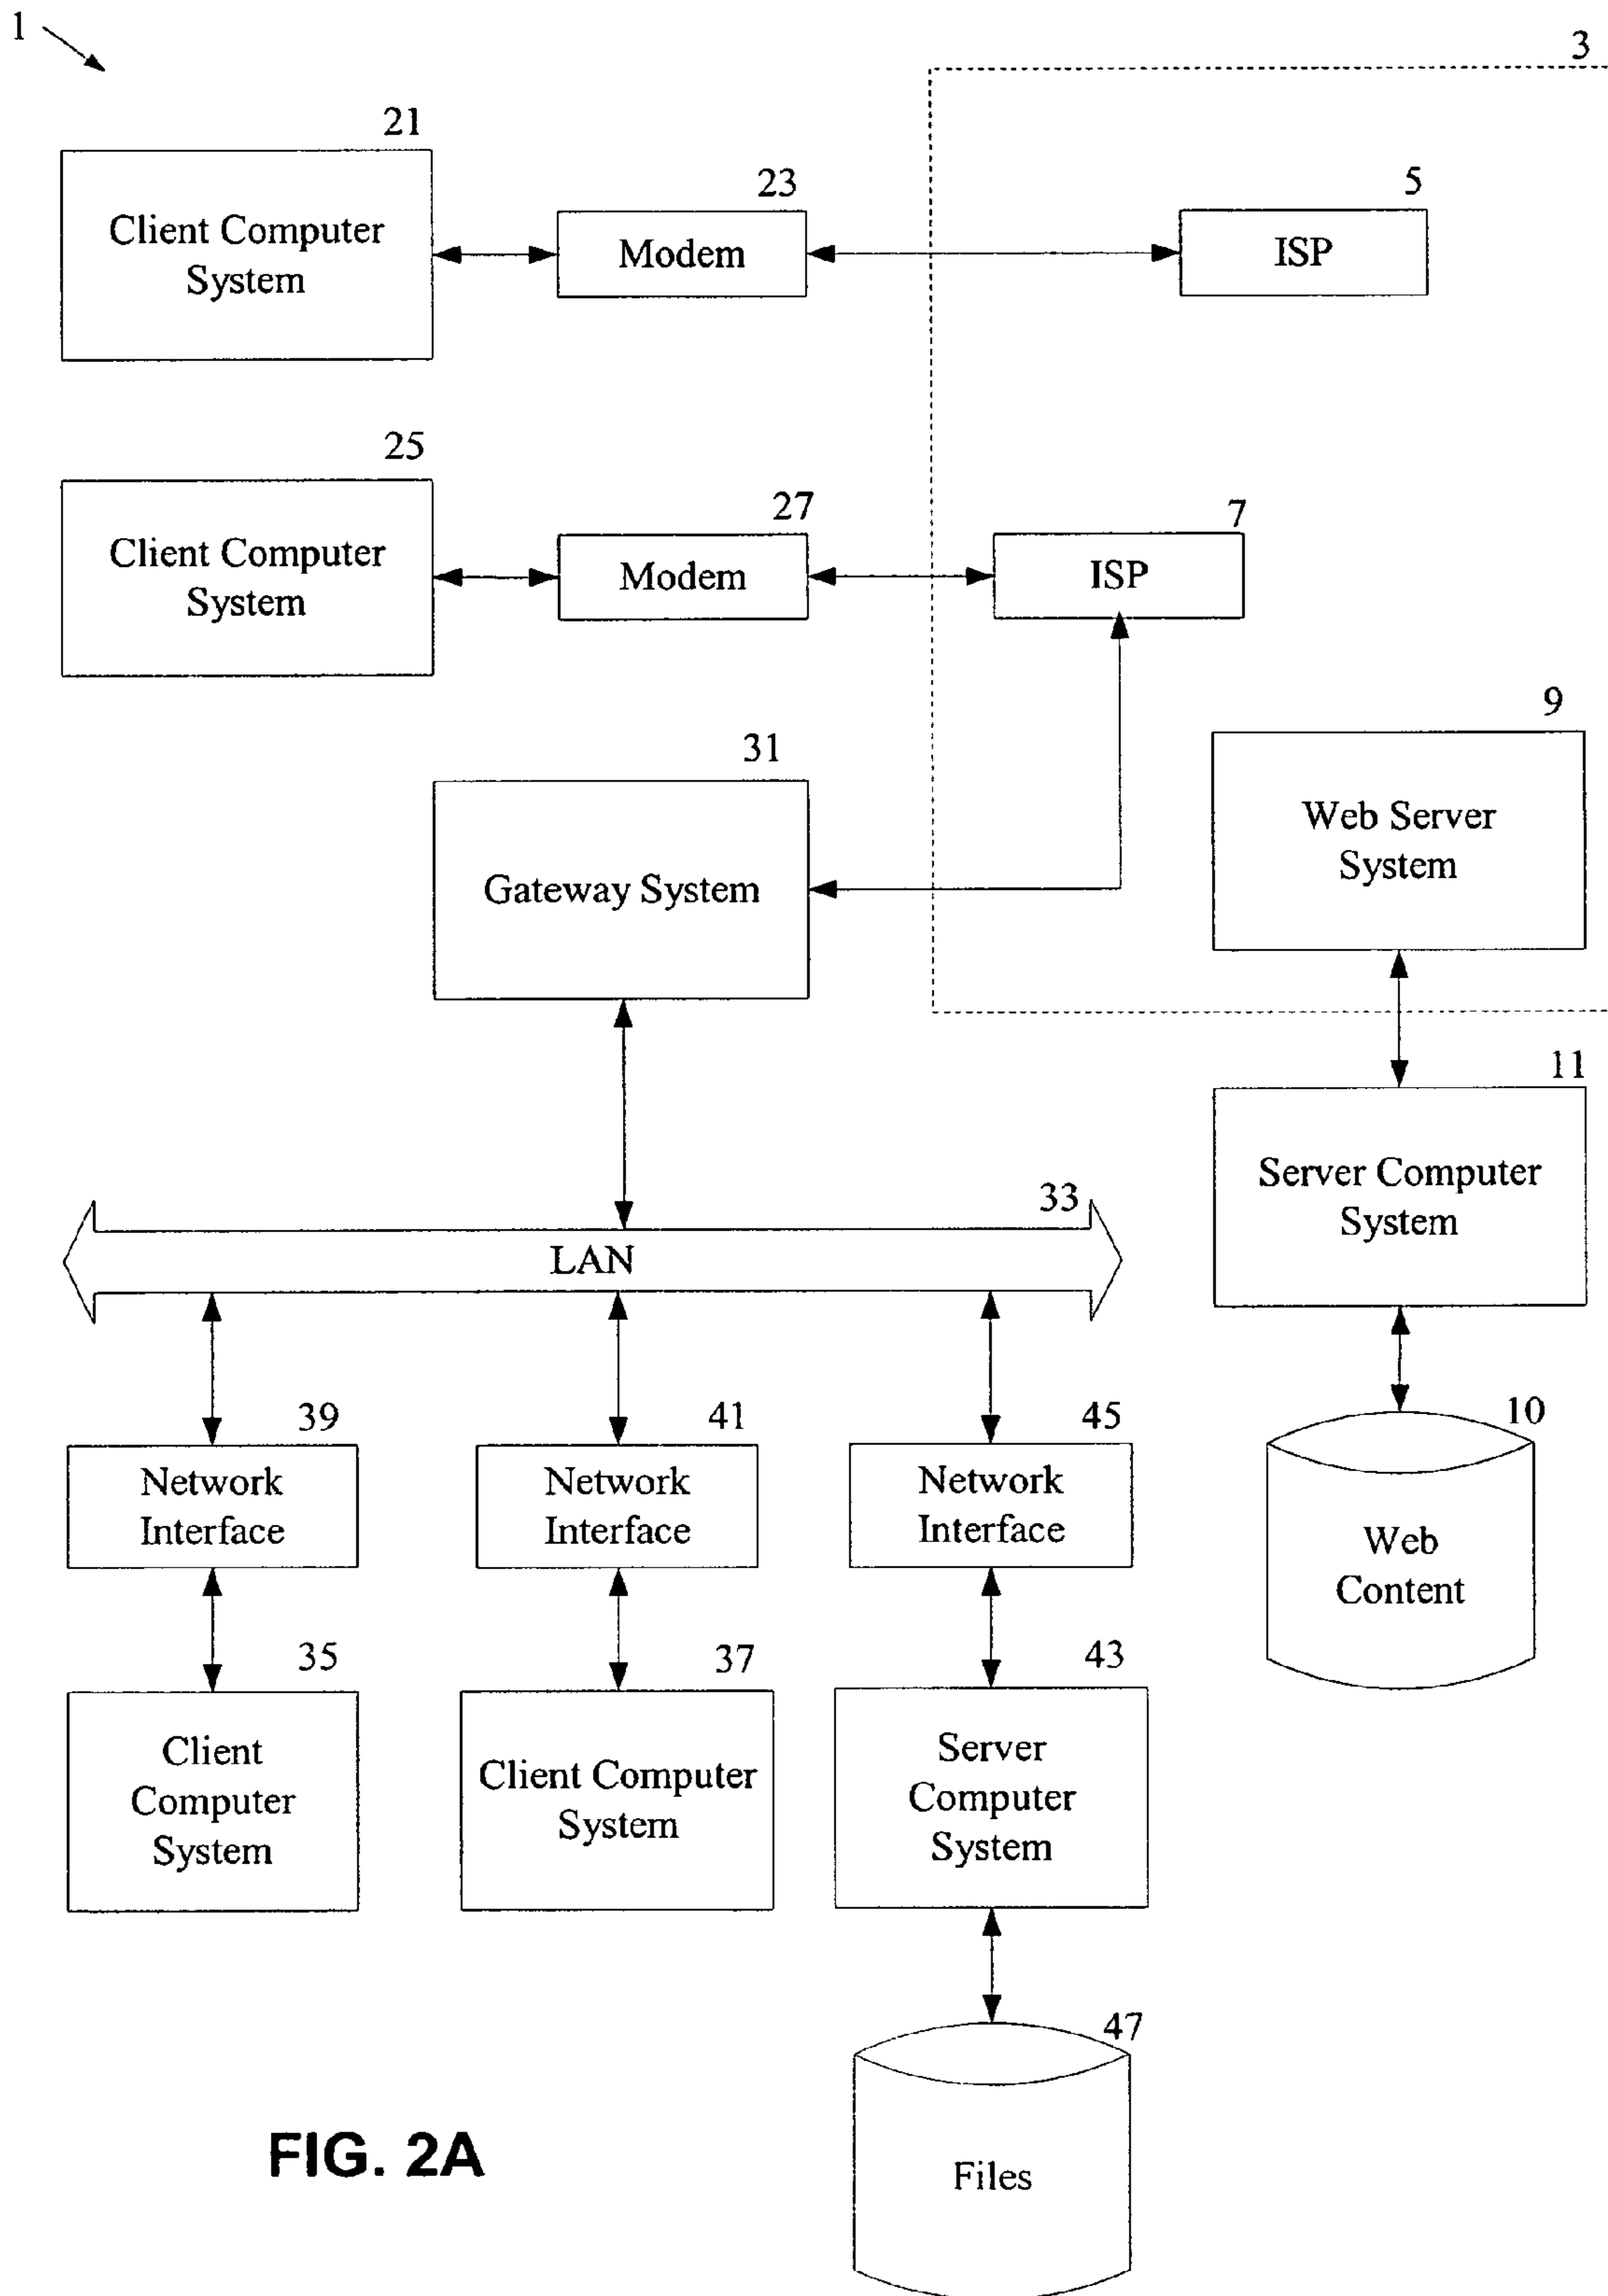 1
3
21
Client Computer
System
23
Modem
5
ISP
25
Client Computer
System
27
Modem
7
ISP
31
Gateway System
9
Web Server
System
11
Server Computer
System
33
LAN
10
Web
Content
39
Network
Interface
41
Network
Interface
45
Network
Interface
35
Client
Computer
System
37
Client Computer
System
43
Server
Computer
System
47
Files
FIG. 2A